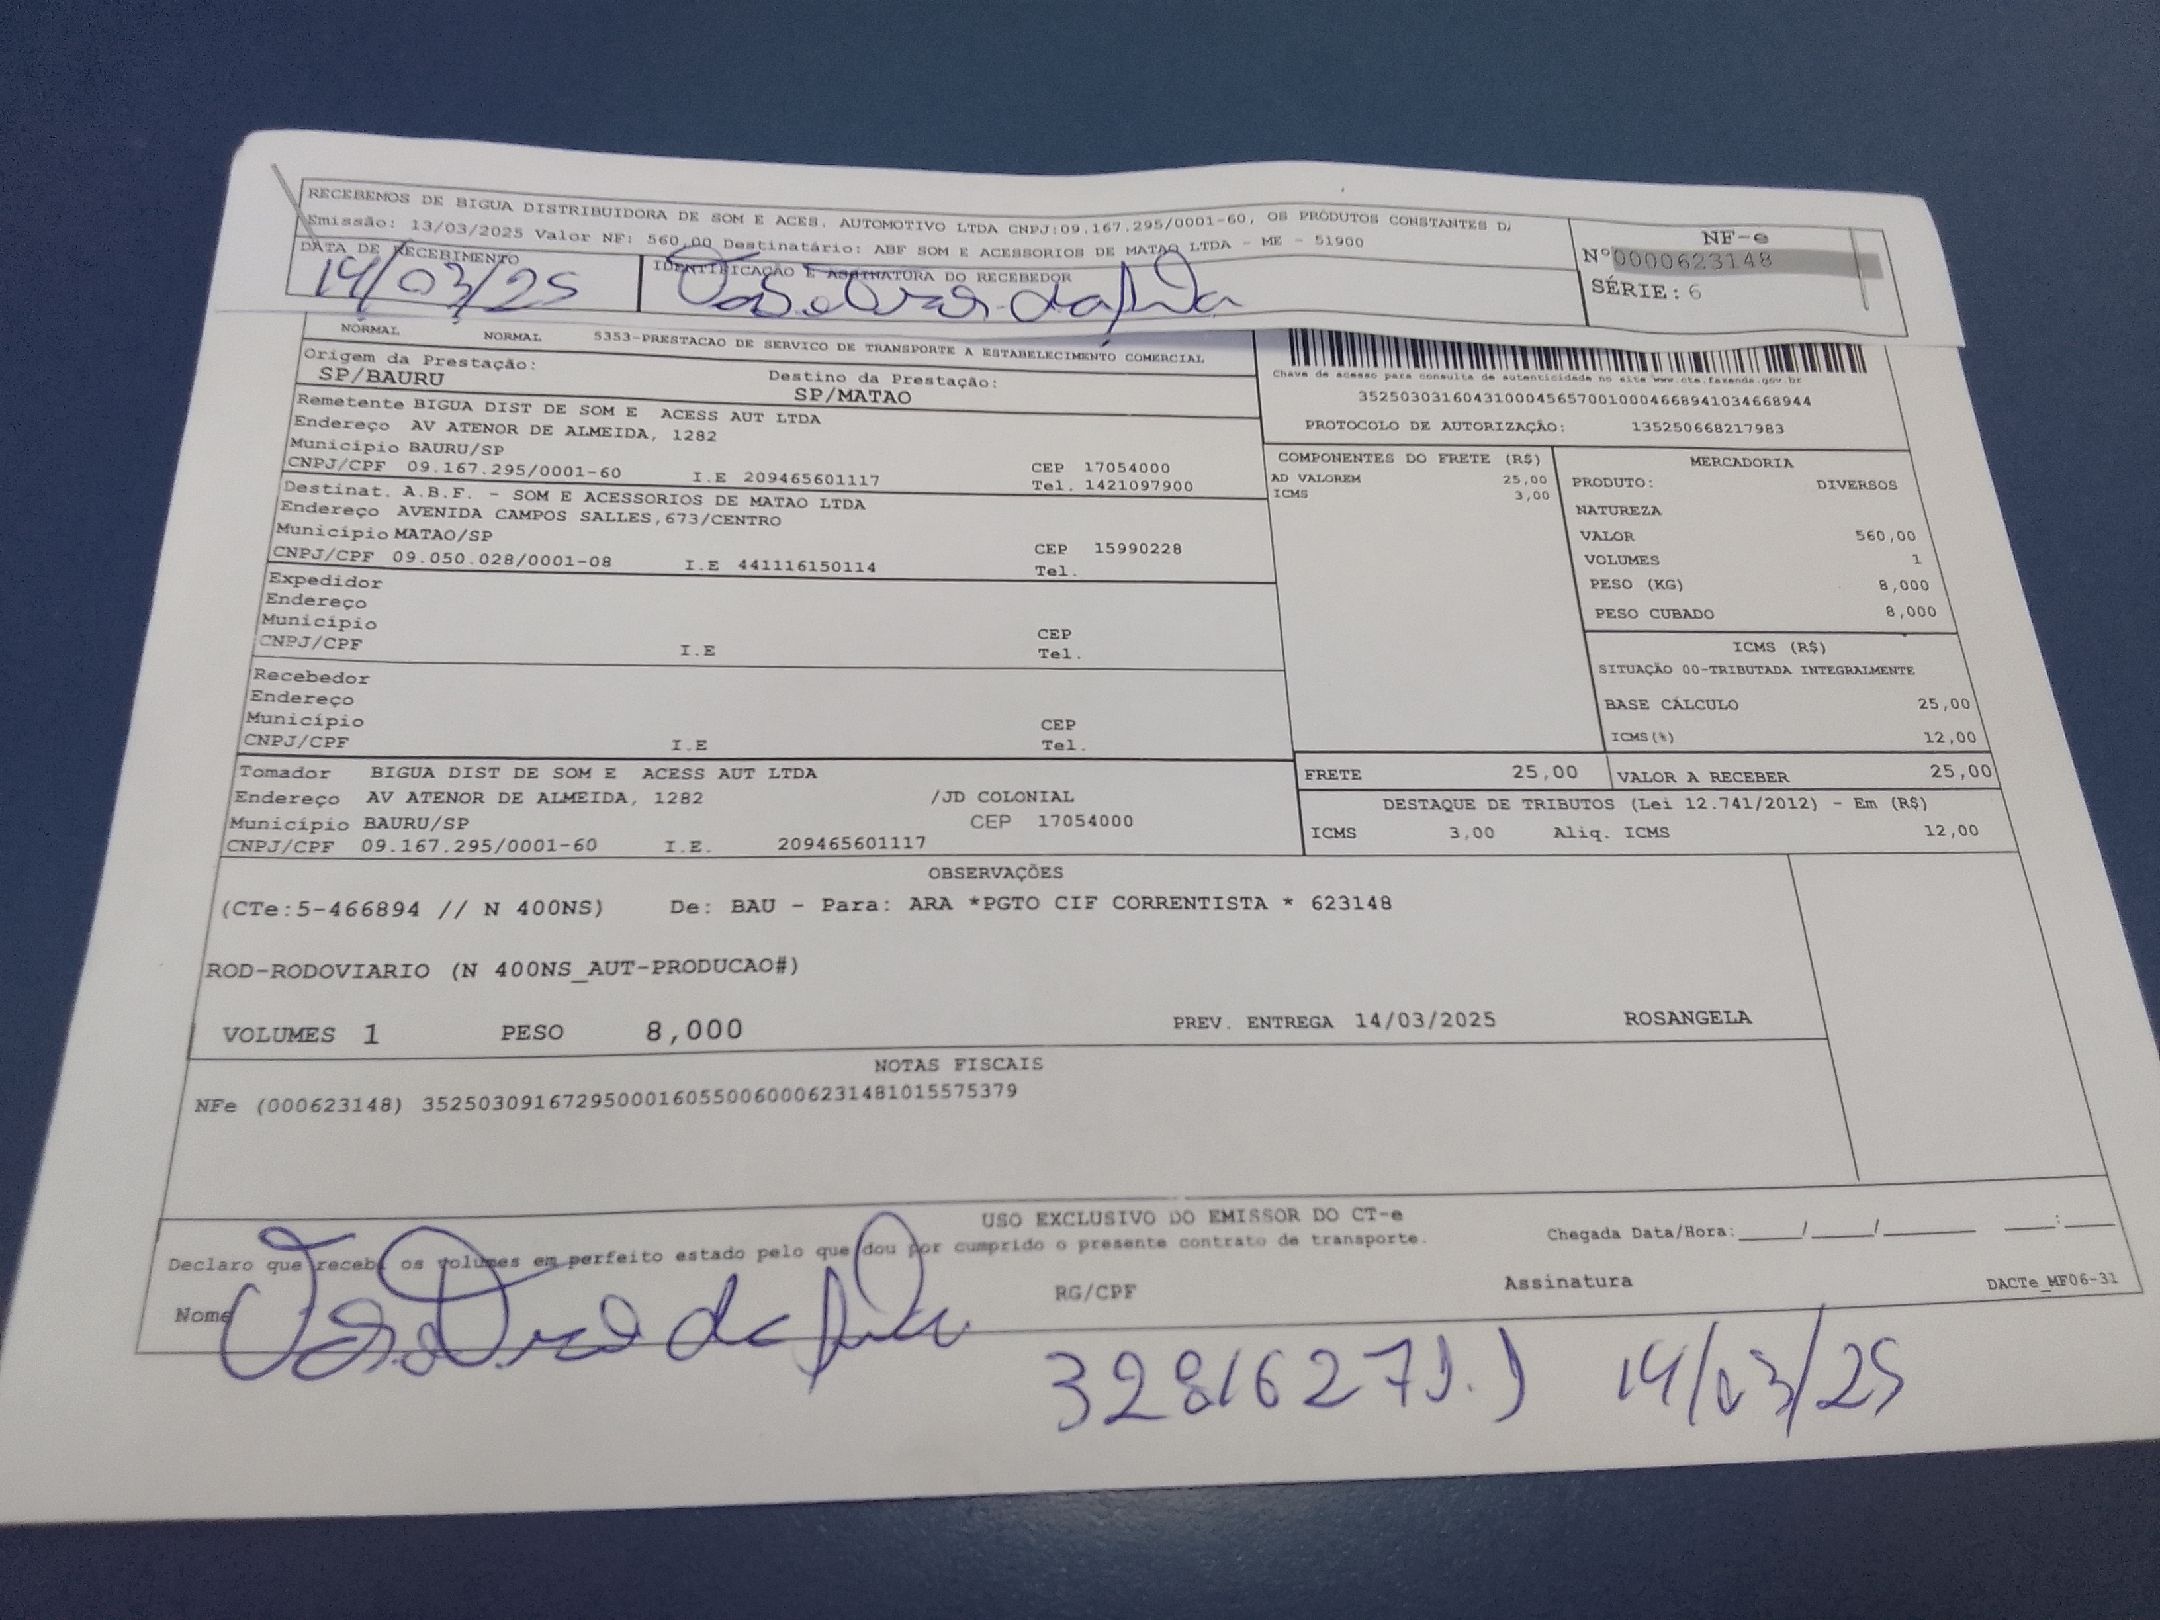 RECEBEMOS DE BIGUA DISTRIBUIDORA DE SOM E ACES. AUTOMOTIVO LTDA CNPJ:09.167.295/0001-60, OS PRODUTOS CONSTANTES
Emissão: 13/03/2025 Valor NF: 560,00 Destinatário: ABF SOM E ACESSORIOS DE MATAO LTDA - ME - 51900
DATA DE RECEBIMENTO
14/03/25
IDENTIFICAÇÃO E ASSINATURA DO RECEBEDOR
NF-e
Nº0000623148
SÉRIE: 6
NORMAL NORMAL 5353-PRESTACAO DE SERVICO DE TRANSPORTE A ESTABELECIMENTO COMERCIAL
Origem da Prestação:
SP/BAURU
Destino da Prestação:
SP/MATAO
Chave de acesso para consulta de autenticidade no site www.cte.fazenda.gov.br
35250303160431000456570010004668941034668944
PROTOCOLO DE AUTORIZAÇÃO: 135250668217983
Remetente BIGUA DIST DE SOM E ACESS AUT LTDA
Endereço AV ATENOR DE ALMEIDA, 1282
Município BAURU/SP CEP 17054000
CNPJ/CPF 09.167.295/0001-60 I.E 209465601117 Tel. 1421097900
Destinat. A.B.F. - SOM E ACESSORIOS DE MATAO LTDA
Endereço AVENIDA CAMPOS SALLES,673/CENTRO
Município MATAO/SP CEP 15990228
CNPJ/CPF 09.050.028/0001-08 I.E 441116150114 Tel.
Expedidor
Endereço
Município CEP
CNPJ/CPF I.E Tel.
Recebedor
Endereço
Município CEP
CNPJ/CPF I.E Tel.
Tomador BIGUA DIST DE SOM E ACESS AUT LTDA
Endereço AV ATENOR DE ALMEIDA, 1282 /JD COLONIAL
Município BAURU/SP CEP 17054000
CNPJ/CPF 09.167.295/0001-60 I.E. 209465601117
COMPONENTES DO FRETE (R$)
AD VALOREM 25,00
ICMS 3,00
MERCADORIA
PRODUTO: DIVERSOS
NATUREZA
VALOR 560,00
VOLUMES 1
PESO (KG) 8,000
PESO CUBADO 8,000
ICMS (R$)
SITUAÇÃO 00-TRIBUTADA INTEGRALMENTE
BASE CÁLCULO 25,00
ICMS(%) 12,00
FRETE 25,00 VALOR A RECEBER 25,00
DESTAQUE DE TRIBUTOS (Lei 12.741/2012) - Em (R$)
ICMS 3,00 Aliq. ICMS 12,00
OBSERVAÇÕES
(CTe:5-466894 // N 400NS) De: BAU - Para: ARA *PGTO CIF CORRENTISTA * 623148
ROD-RODOVIARIO (N 400NS_AUT-PRODUCAO#)
VOLUMES 1 PESO 8,000 PREV. ENTREGA 14/03/2025 ROSANGELA
NOTAS FISCAIS
NFe (000623148) 35250309167295000160550060006231481015575379
USO EXCLUSIVO DO EMISSOR DO CT-e
Declaro que recebi os volumes em perfeito estado pelo que dou por cumprido o presente contrato de transporte.
Chegada Data/Hora:_____/_____/_______ ____:____
Nome RG/CPF Assinatura DACTe_MF06-31
14/03/25